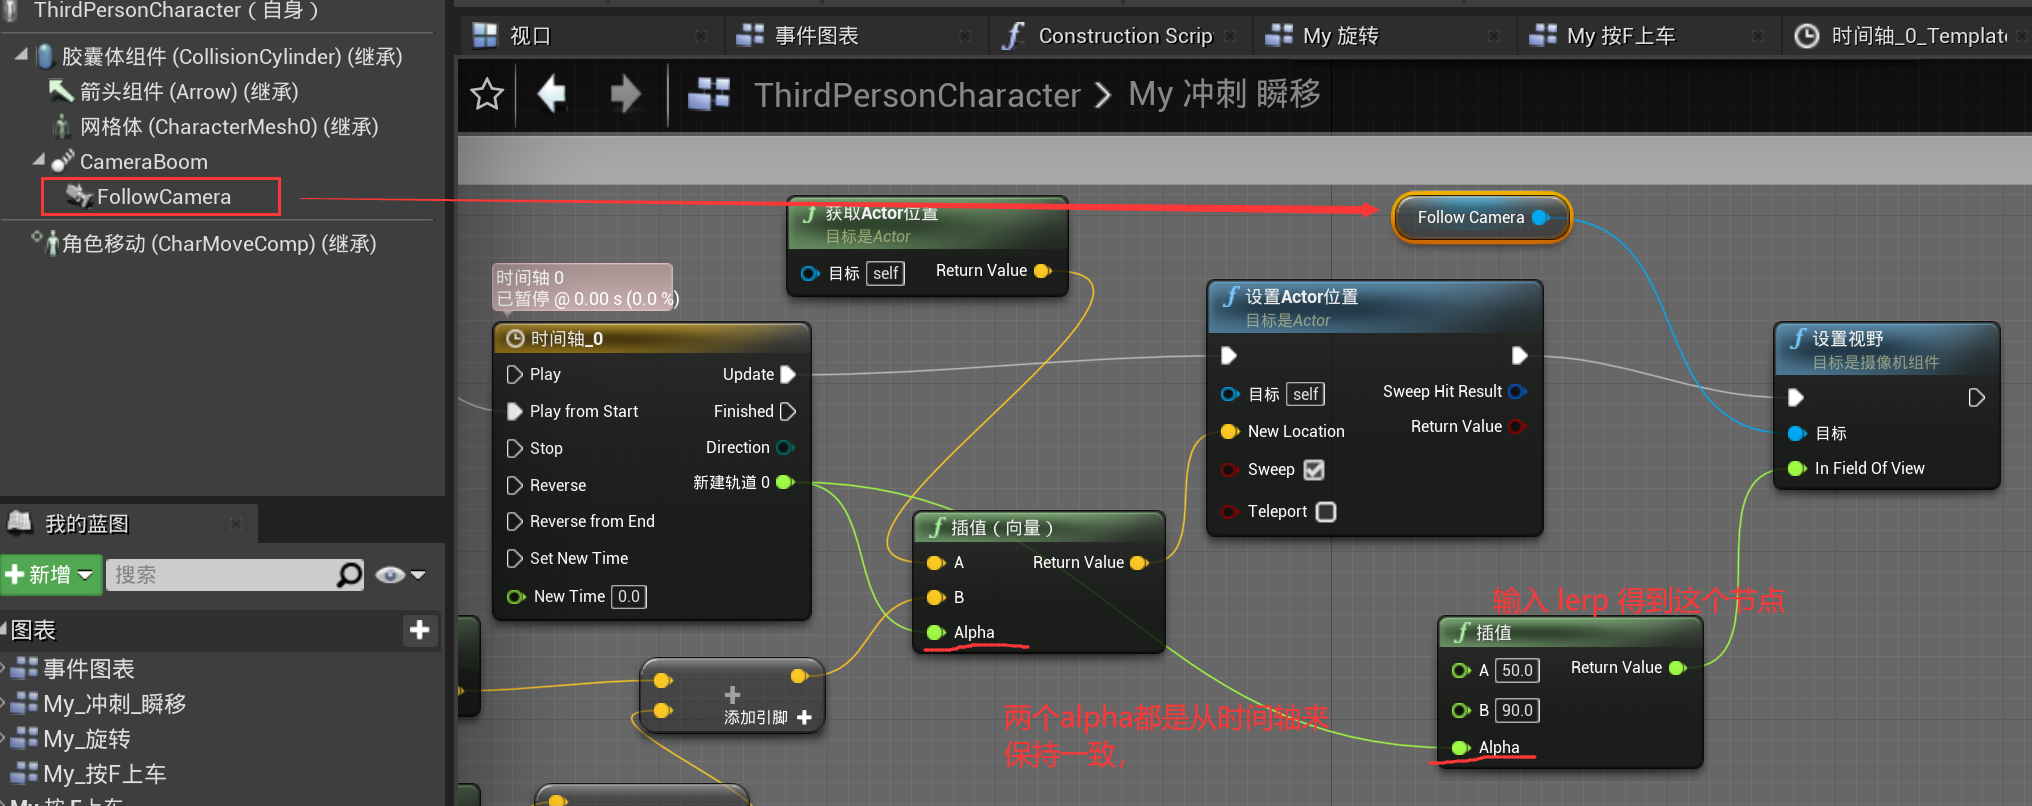 ThirdPersonCharacter（自身）
胶囊体组件 (CollisionCylinder) (继承)
箭头组件 (Arrow) (继承)
网格体 (CharacterMesh0) (继承)
CameraBoom
FollowCamera
角色移动 (CharMoveComp) (继承)
我的蓝图
新增
搜索
图表
事件图表
My_冲刺_瞬移
My_旋转
My_按F上车
视口
事件图表
Construction Scrip
My 旋转
My 按F上车
时间轴_0_Template
ThirdPersonCharacter
My 冲刺 瞬移
获取Actor位置
目标是Actor
目标
self
Return Value
Follow Camera
时间轴 0
已暂停 @ 0.00 s (0.0 %)
时间轴_0
Play
Update
Play from Start
Finished
Stop
Direction
Reverse
新建轨道 0
Reverse from End
Set New Time
New Time
0.0
设置Actor位置
目标是Actor
目标
self
Sweep Hit Result
New Location
Return Value
Sweep
Teleport
设置视野
目标是摄像机组件
目标
In Field Of View
插值（向量）
A
Return Value
B
Alpha
添加引脚
输入 lerp 得到这个节点
插值
A
50.0
Return Value
B
90.0
Alpha
两个alpha都是从时间轴来
保持一致，